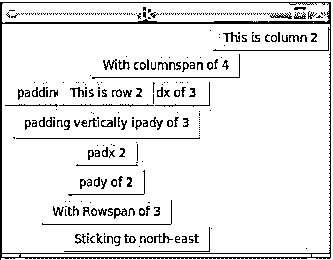 This is column 2
With columnspan of 4
paddin This is row 2 dx of 3
padding vertically ipady of 3
padx 2
pady of 2
With Rowspan of 3
Sticking to north-east